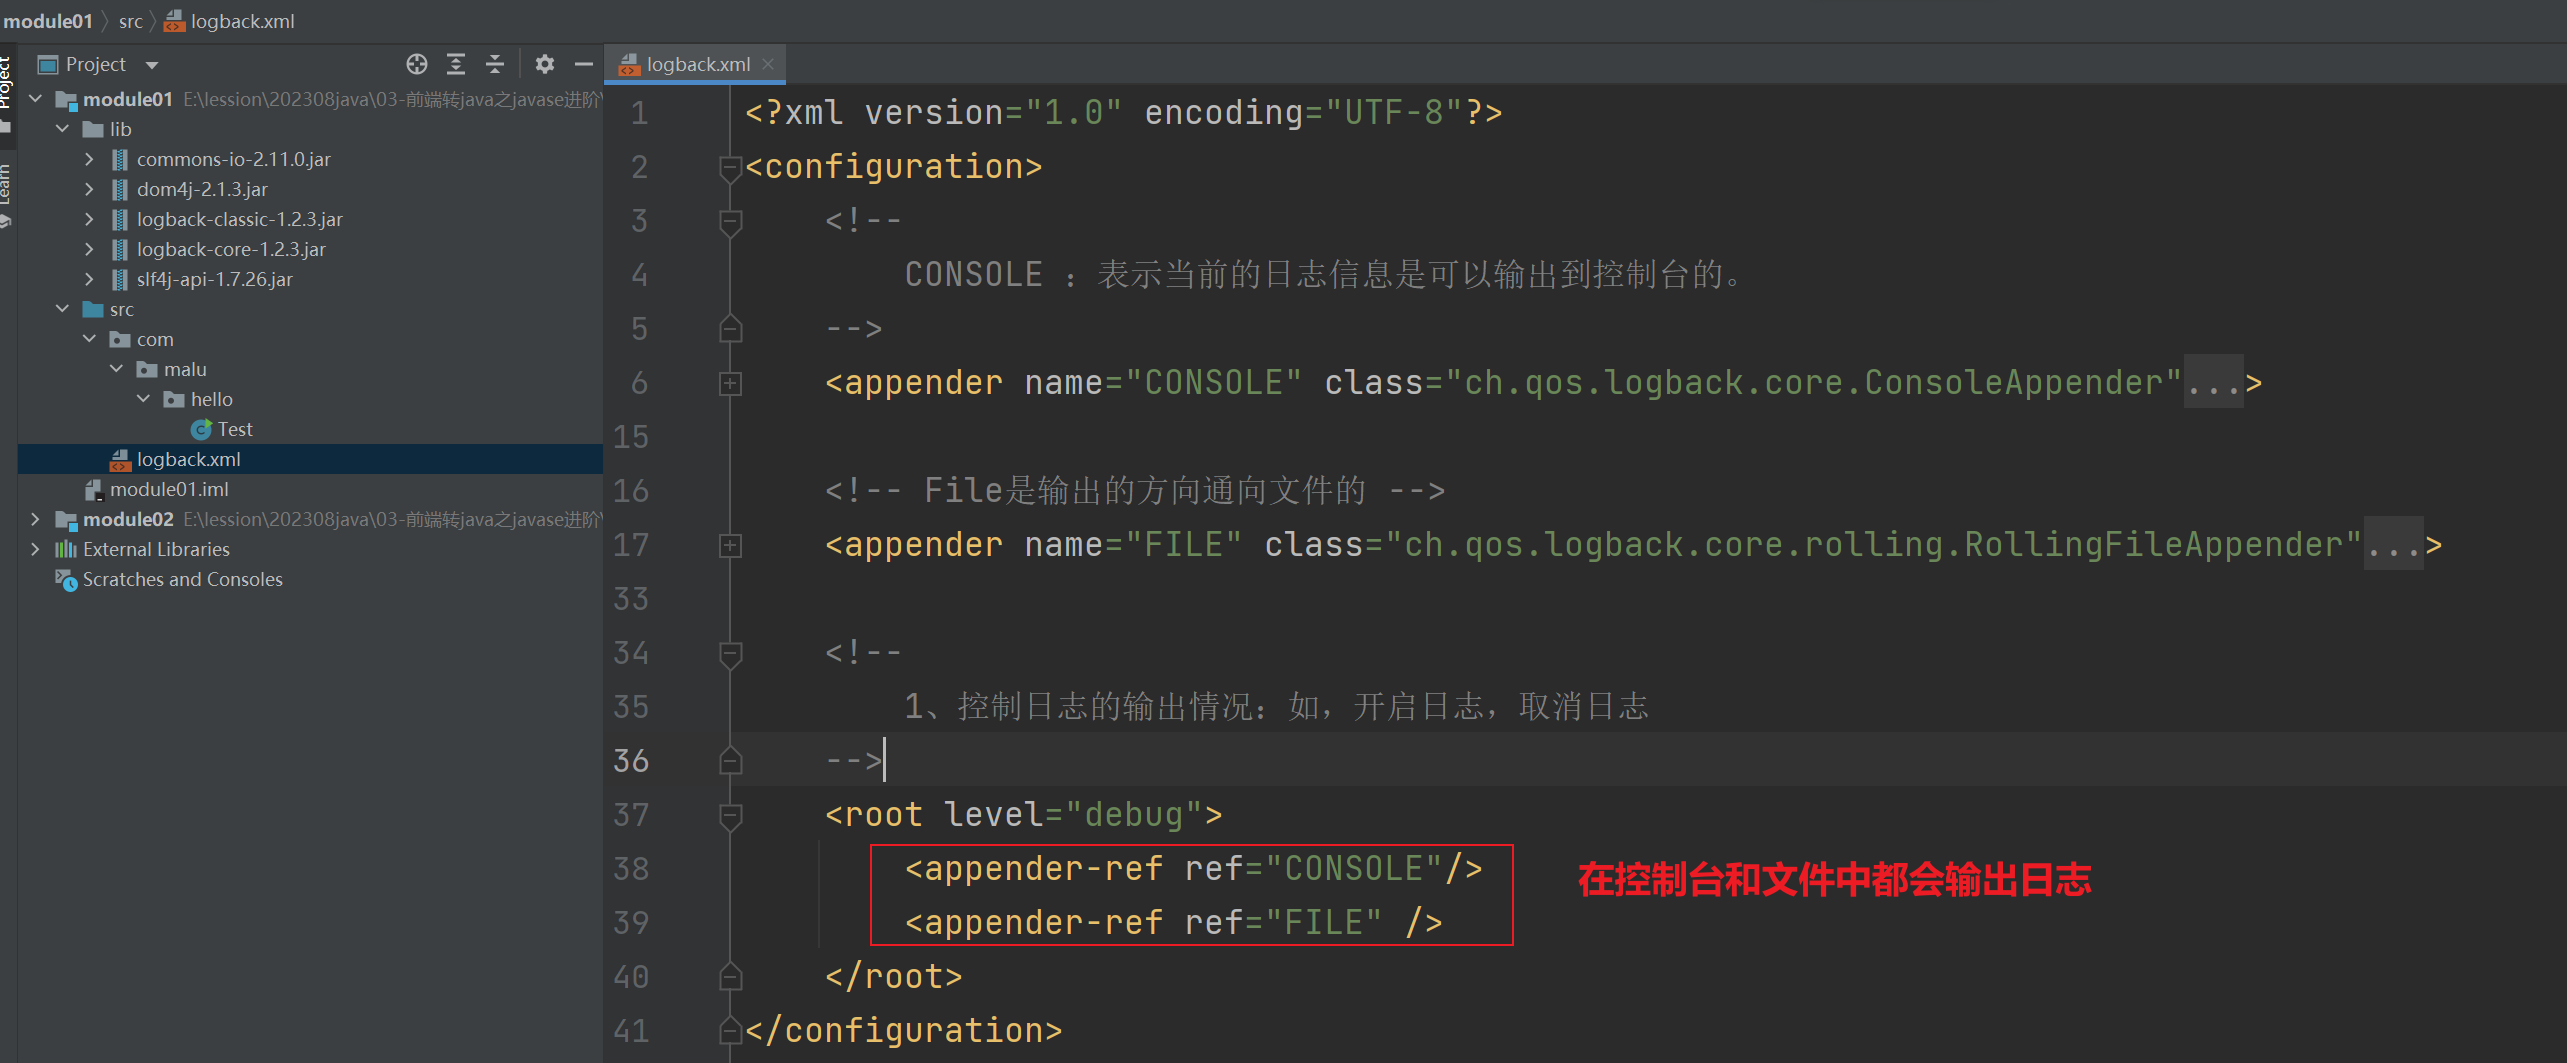 module01 src logback.xml
Project
logback.xml
Project
Learn
module01 E:\lession\202308java\03-前端转java之javase进阶\
lib
commons-io-2.11.0.jar
dom4j-2.1.3.jar
logback-classic-1.2.3.jar
logback-core-1.2.3.jar
slf4j-api-1.7.26.jar
src
com
malu
hello
Test
logback.xml
module01.iml
module02 E:\lession\202308java\03-前端转java之javase进阶\
External Libraries
Scratches and Consoles
1 <?xml version="1.0" encoding="UTF-8"?>
2 <configuration>
3 <!--
4 CONSOLE ：表示当前的日志信息是可以输出到控制台的。
5 -->
6 <appender name="CONSOLE" class="ch.qos.logback.core.ConsoleAppender"...>
15
16 <!-- File是输出的方向通向文件的 -->
17 <appender name="FILE" class="ch.qos.logback.core.rolling.RollingFileAppender"...>
33
34 <!--
35 1、控制日志的输出情况：如，开启日志，取消日志
36 -->
37 <root level="debug">
38 <appender-ref ref="CONSOLE"/>
在控制台和文件中都会输出日志
39 <appender-ref ref="FILE" />
40 </root>
41 </configuration>